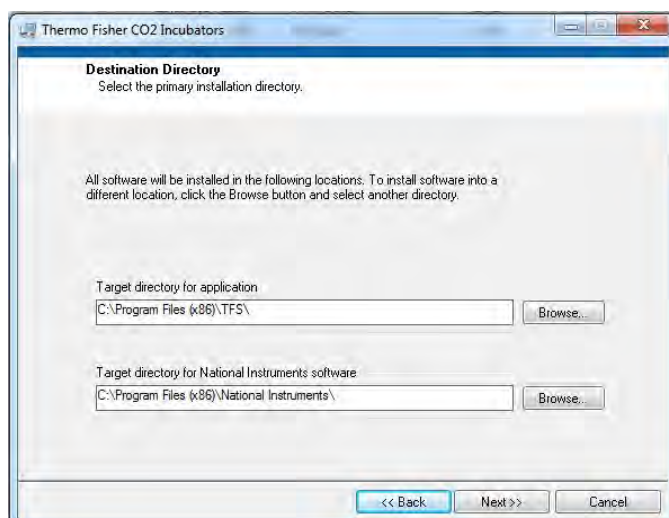 Thermo Fisher CO2 Incubators
Destination Directory
Select the primary installation directory.
All software will be installed in the following locations. To install software into a
different location, click the Browse button and select another directory.
Target directory for application
C:\Program Files (x86)\TFS\
Browse...
Target directory for National Instruments software
C:\Program Files (x86)\National Instruments\
Browse...
<< Back
Next >>
Cancel